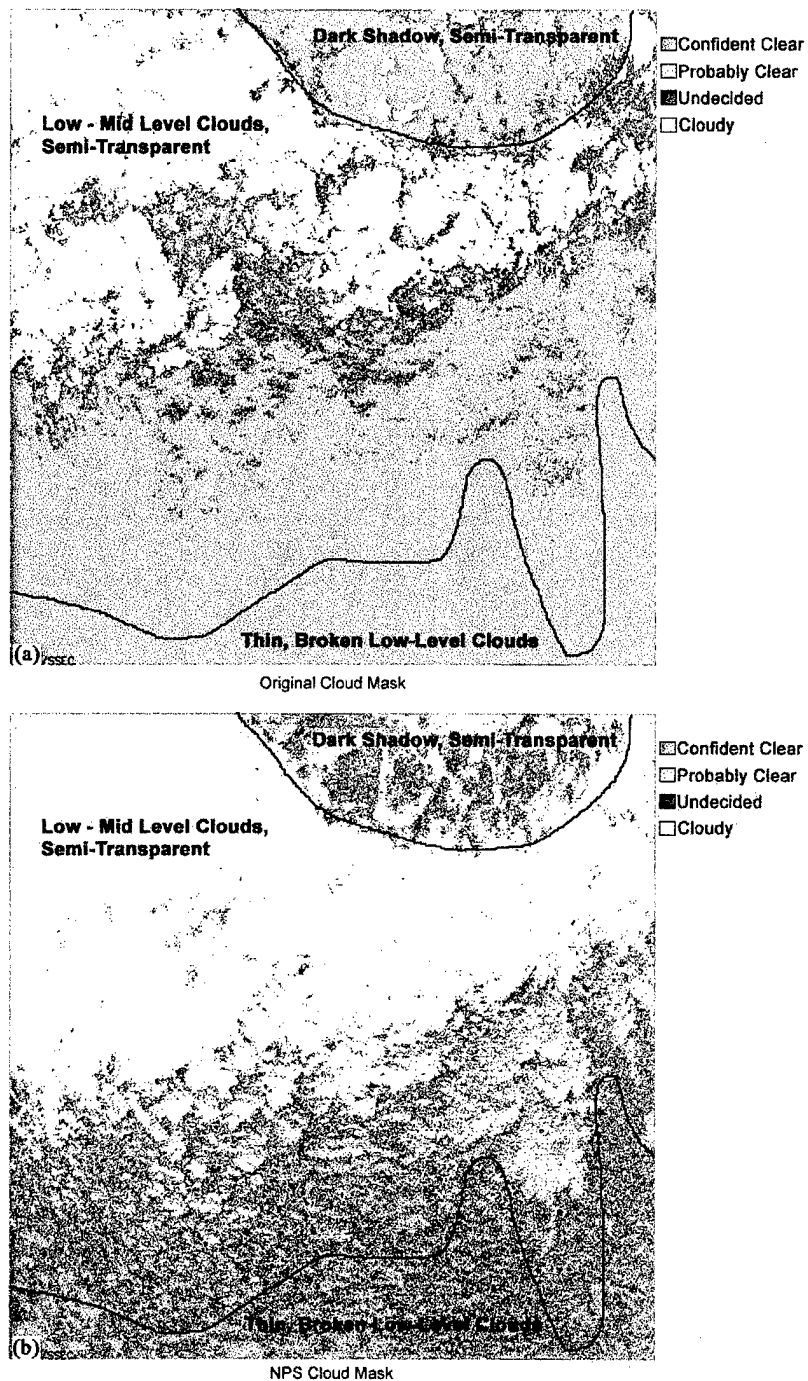 Dark Shadow, Semi-Transparent
Confident Clear
Probably Clear
Undecided
Cloudy
Low - Mid Level Clouds,
Semi-Transparent
Thin, Broken Low-Level Clouds
(a)
Original Cloud Mask
Dark Shadow, Semi-Transparent
Confident Clear
Probably Clear
Undecided
Cloudy
Low - Mid Level Clouds,
Semi-Transparent
Thin, Broken Low-Level Clouds
(b)
NPS Cloud Mask